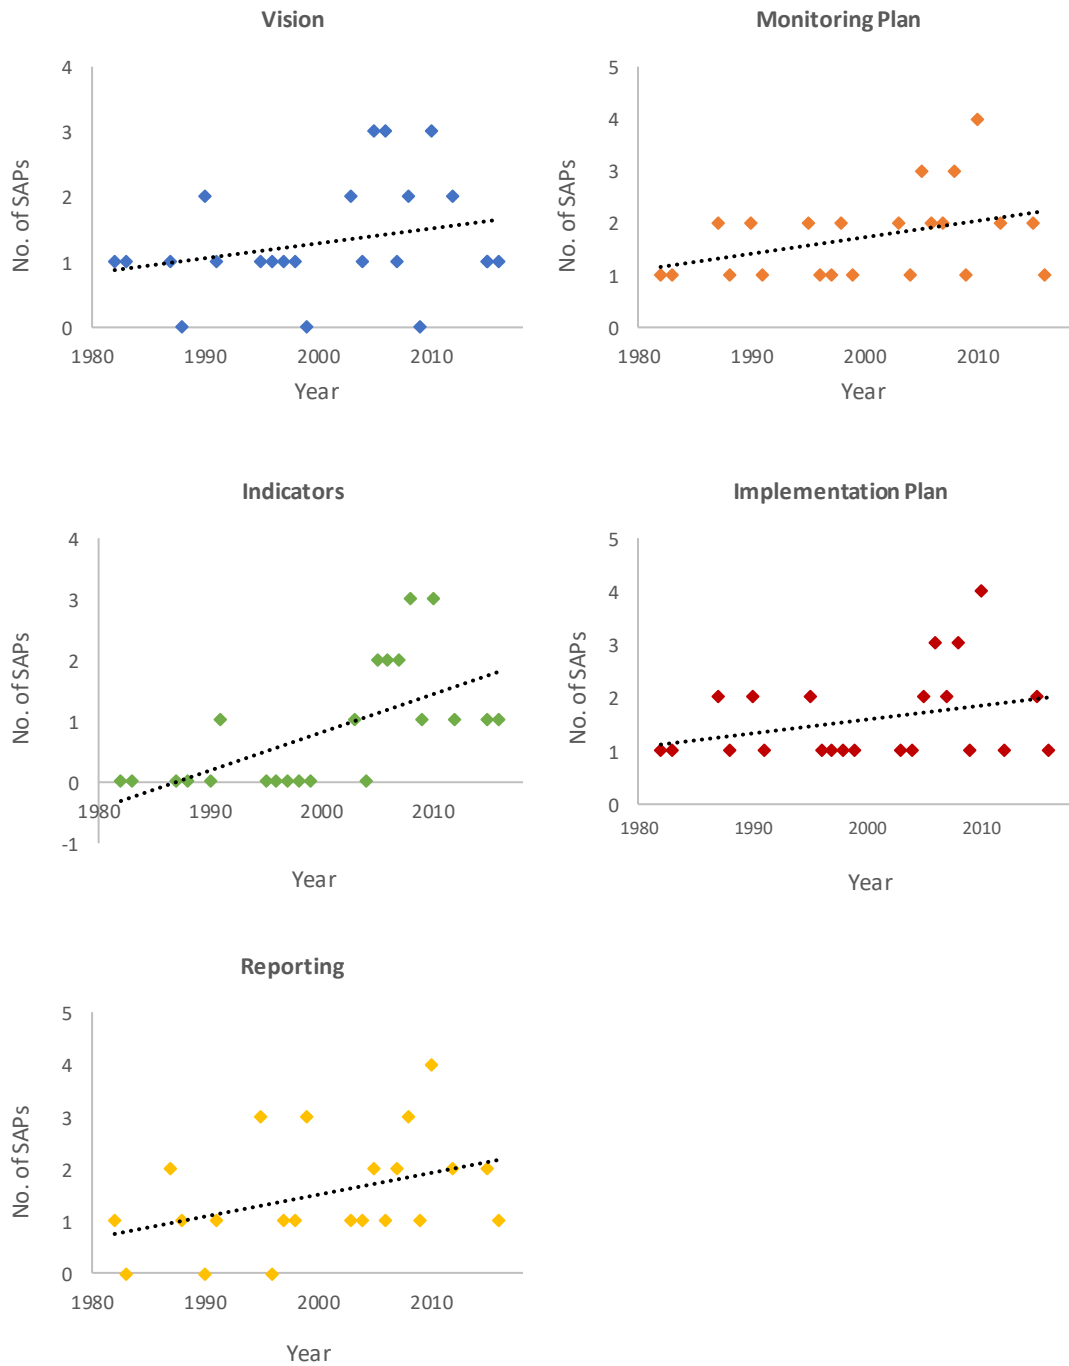 Vision
4
3
2
1
0
No. of SAPs
1980 1990 2000 2010
Year
Monitoring Plan
5
4
3
2
1
0
No. of SAPs
1980 1990 2000 2010
Year
Indicators
4
3
2
1
0
-1
No. of SAPs
1980 1990 2000 2010
Year
Implementation Plan
5
4
3
2
1
0
No. of SAPs
1980 1990 2000 2010
Year
Reporting
5
4
3
2
1
0
No. of SAPs
1980 1990 2000 2010
Year